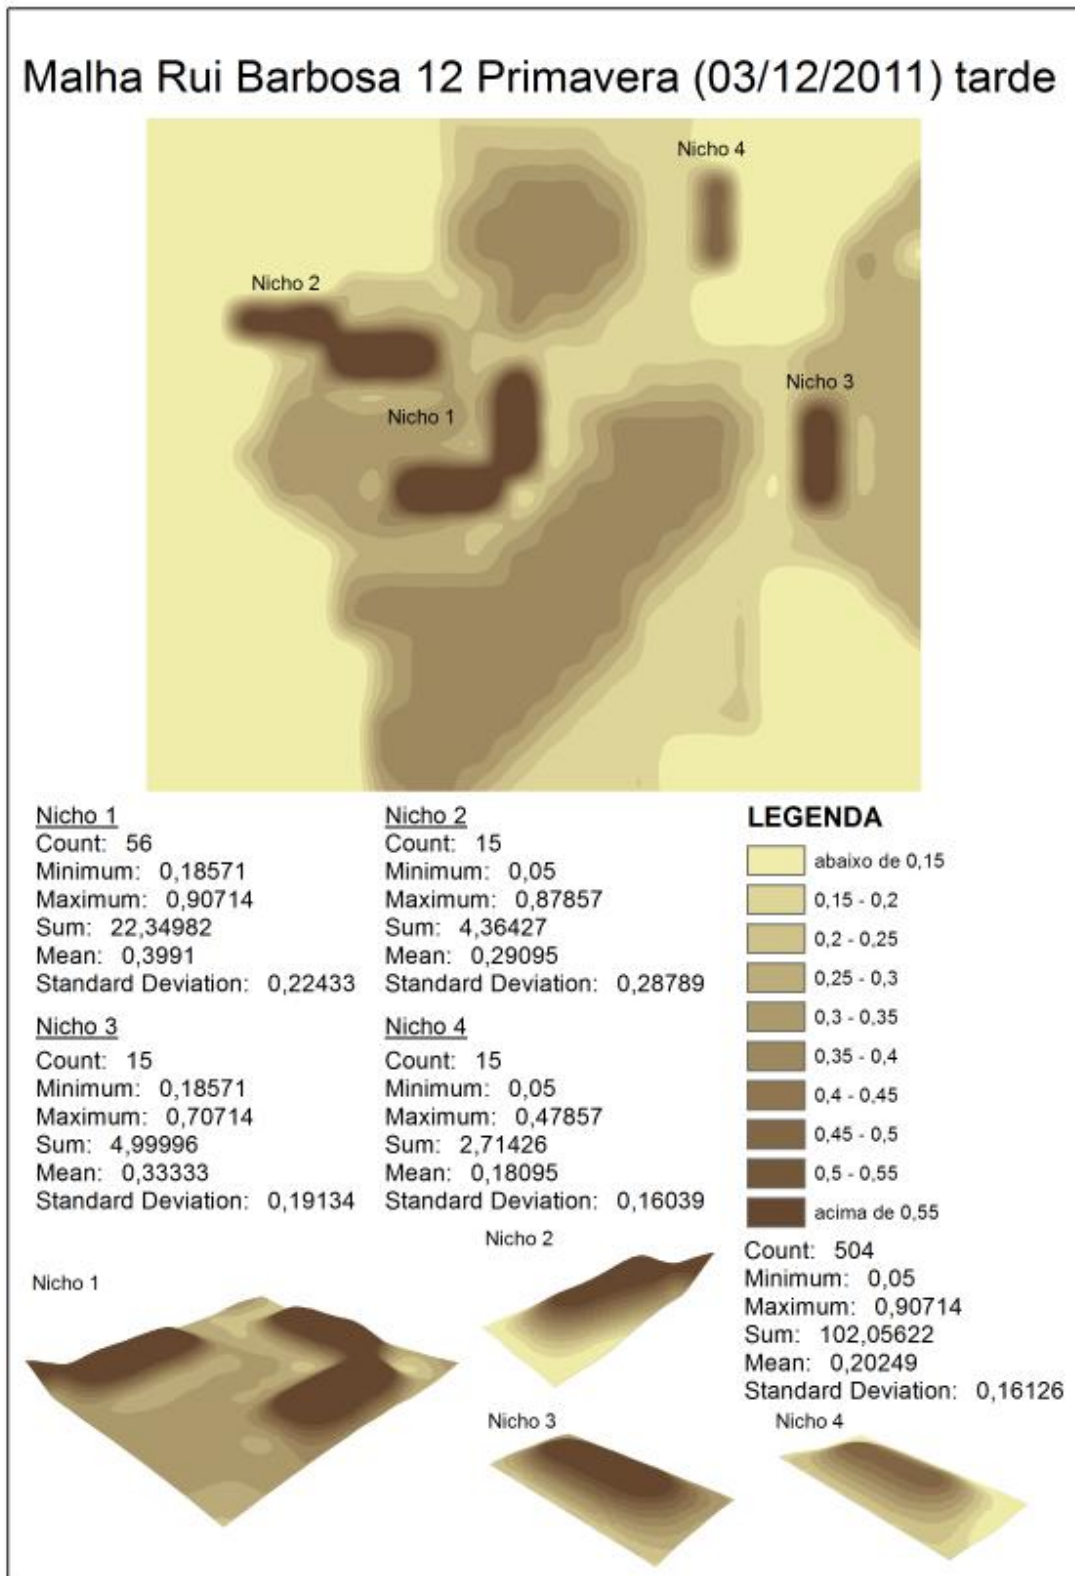 Malha Rui Barbosa 12 Primavera (03/12/2011) tarde
Nicho 4
Nicho 2
Nicho 3
Nicho 1
Nicho 1
Count: 56
Minimum: 0,18571
Maximum: 0,90714
Sum: 22,34982
Mean: 0,3991
Standard Deviation: 0,22433
Nicho 2
Count: 15
Minimum: 0,05
Maximum: 0,87857
Sum: 4,36427
Mean: 0,29095
Standard Deviation: 0,28789
Nicho 3
Count: 15
Minimum: 0,18571
Maximum: 0,70714
Sum: 4,99996
Mean: 0,33333
Standard Deviation: 0,19134
Nicho 4
Count: 15
Minimum: 0,05
Maximum: 0,47857
Sum: 2,71426
Mean: 0,18095
Standard Deviation: 0,16039
LEGENDA
abaixo de 0,15
0,15 - 0,2
0,2 - 0,25
0,25 - 0,3
0,3 - 0,35
0,35 - 0,4
0,4 - 0,45
0,45 - 0,5
0,5 - 0,55
acima de 0,55
Count: 504
Minimum: 0,05
Maximum: 0,90714
Sum: 102,05622
Mean: 0,20249
Standard Deviation: 0,16126
Nicho 1
Nicho 2
Nicho 3
Nicho 4